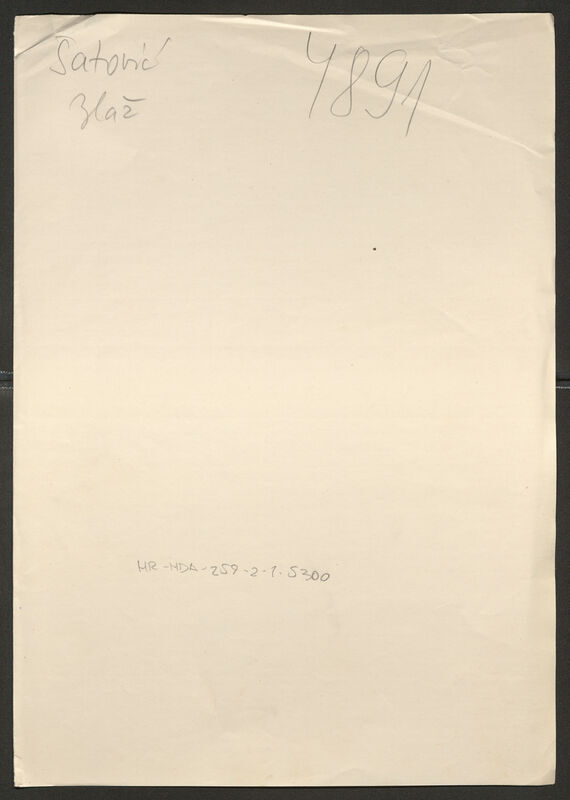 Šatović 4891
Blaž
HR-HDA-259-2-1. 5300